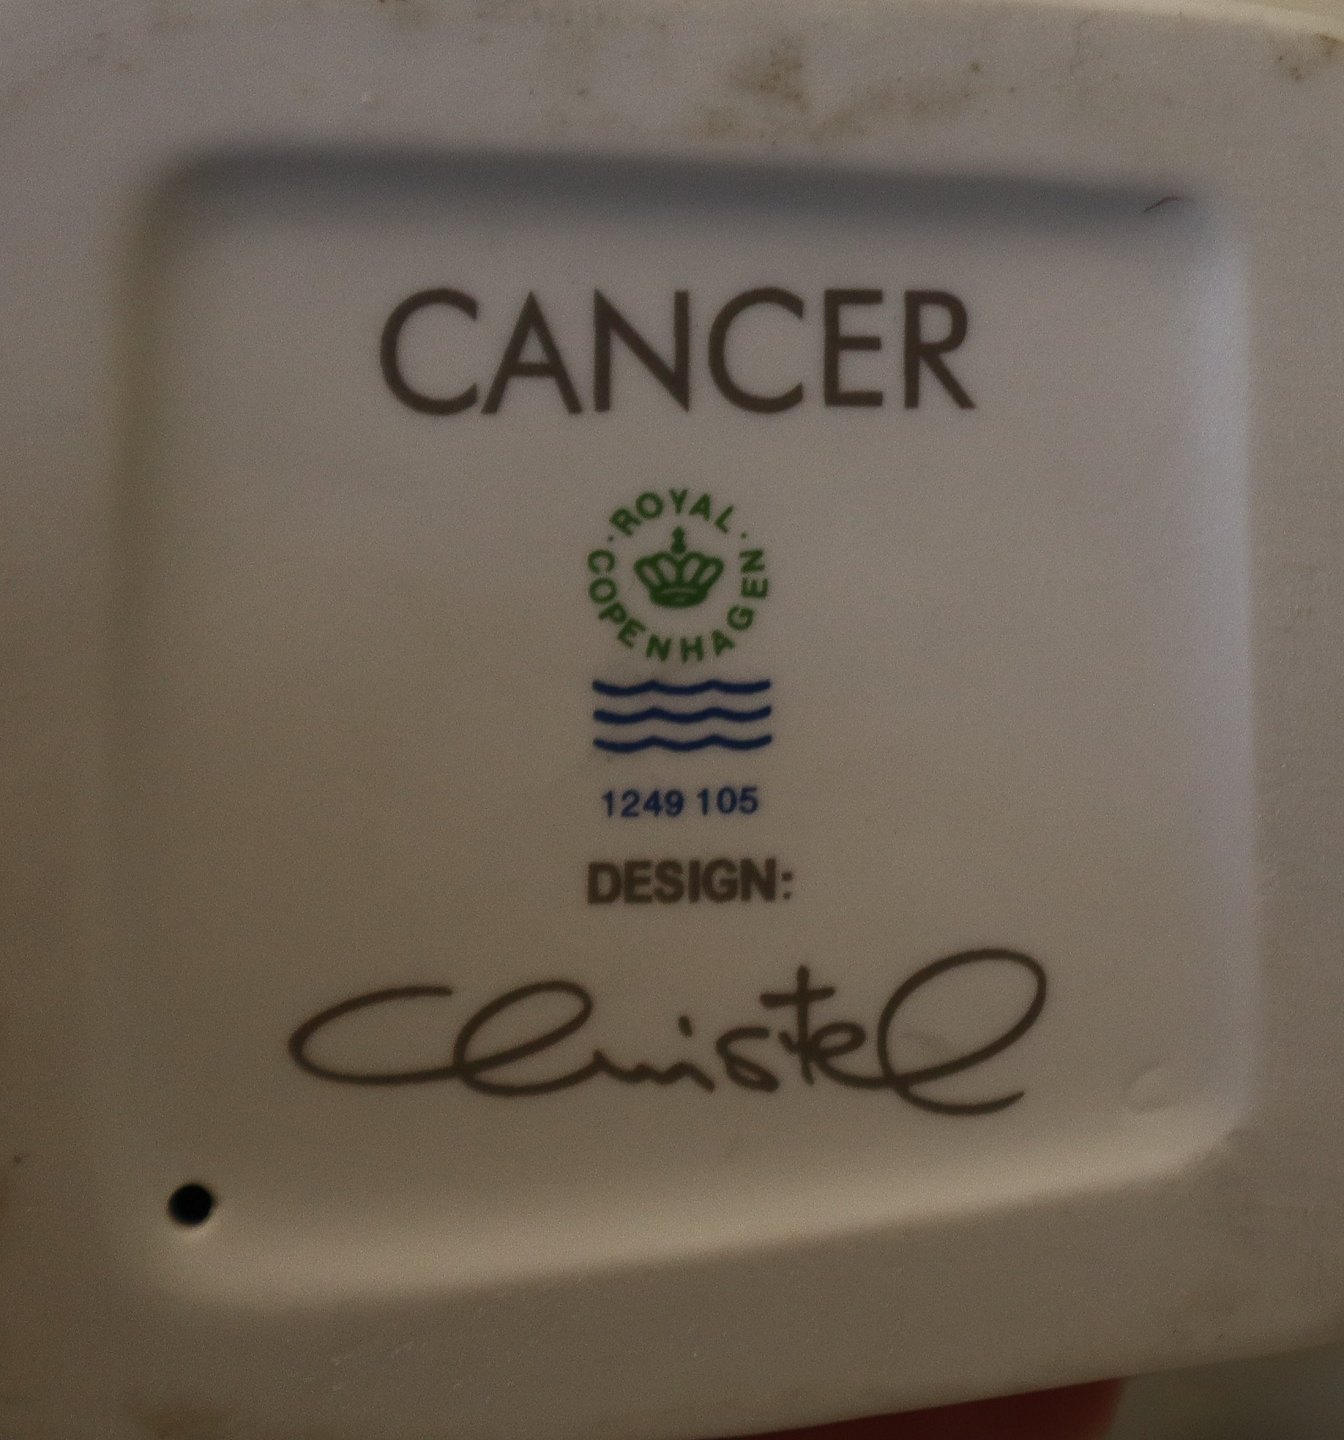 CANCER
ROYAL
COPENHAGEN
1249 105
DESIGN:
Christel